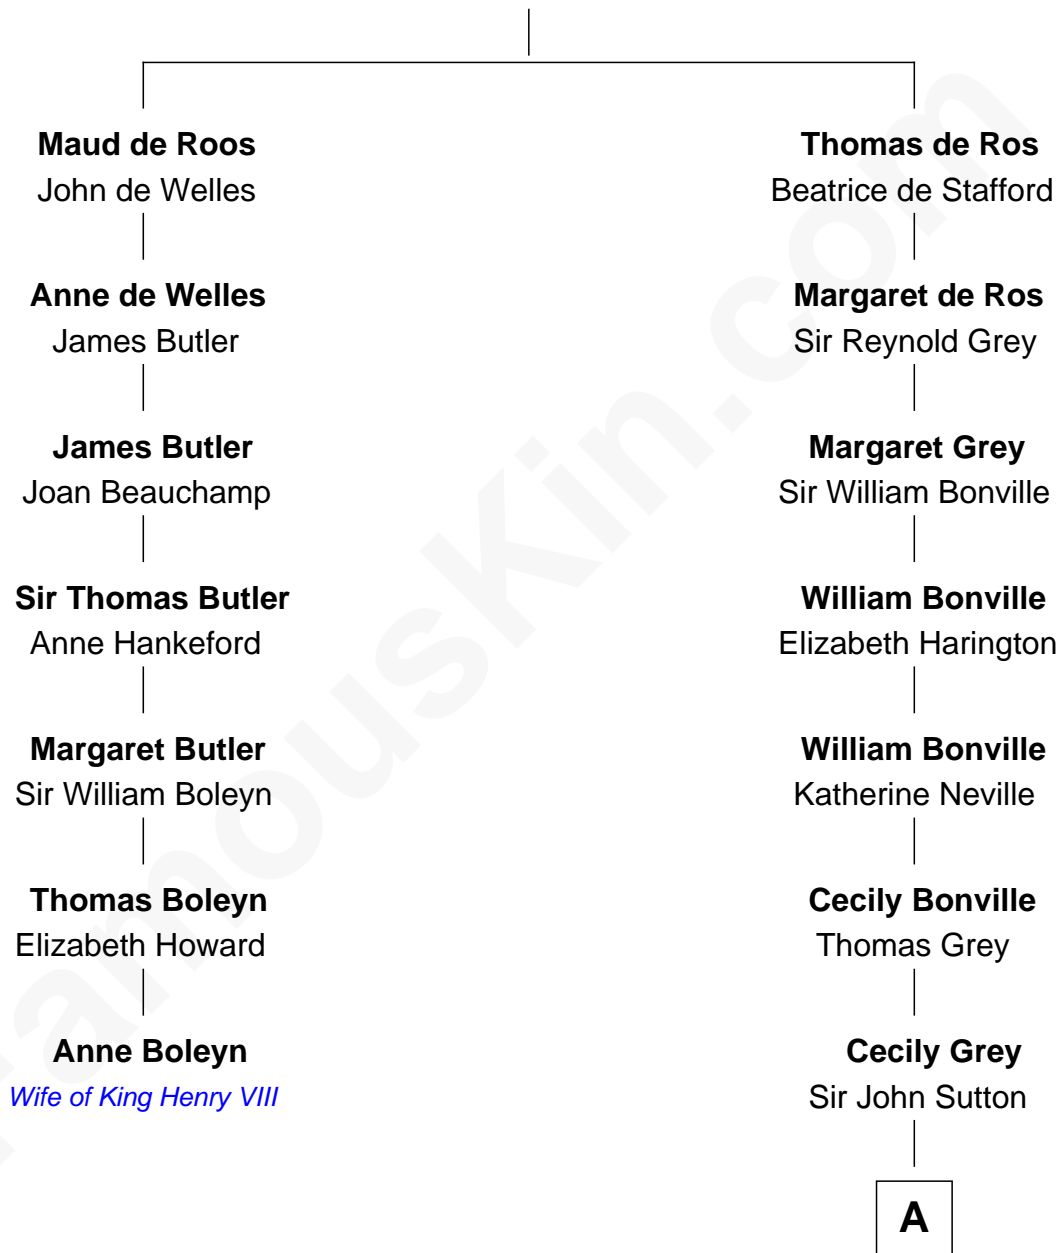 Maud de Roos
John de Welles
Anne de Welles
James Butler
James Butler
Joan Beauchamp
Sir Thomas Butler
Anne Hankeford
Margaret Butler
Sir William Boleyn
Thomas Boleyn
Elizabeth Howard
Anne Boleyn
Wife of King Henry VIII
Thomas de Ros
Beatrice de Stafford
Margaret de Ros
Sir Reynold Grey
Margaret Grey
Sir William Bonville
William Bonville
Elizabeth Harington
William Bonville
Katherine Neville
Cecily Bonville
Thomas Grey
Cecily Grey
Sir John Sutton
A
FamousKin.com